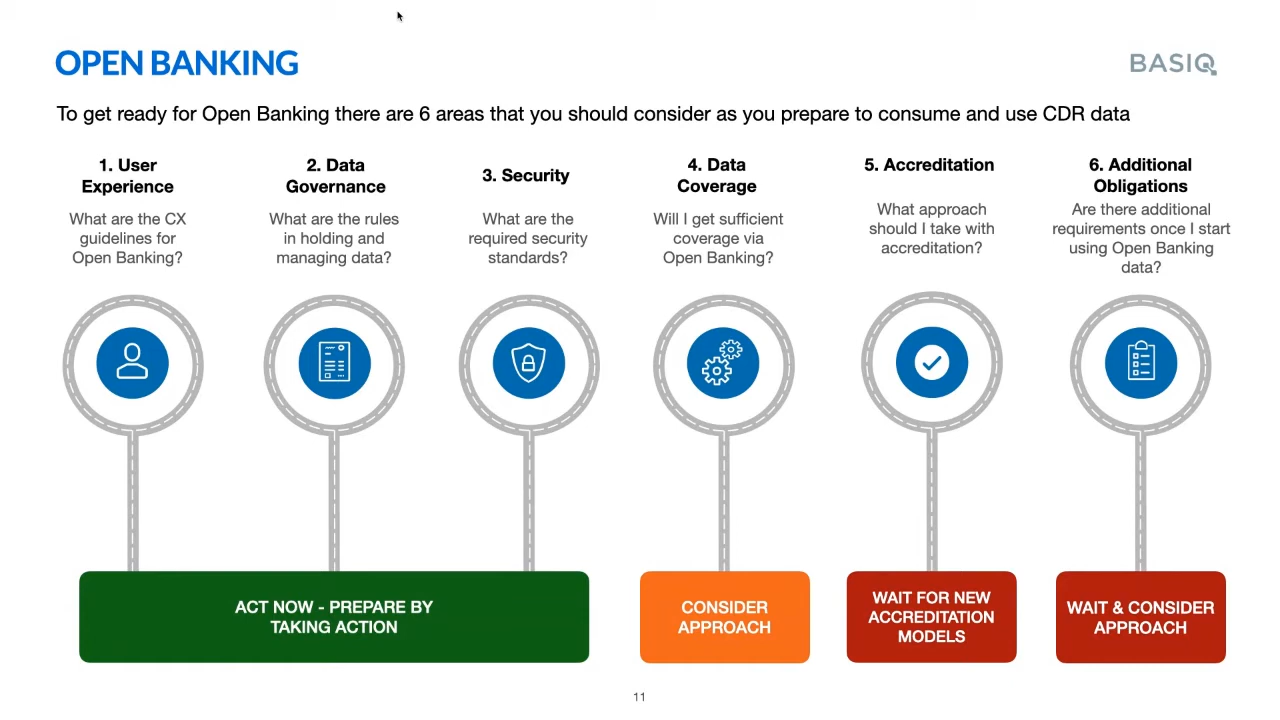 OPEN BANKING
BASIQ
To get ready for Open Banking there are 6 areas that you should consider as you prepare to consume and use CDR data
1. User
Experience
What are the CX
guidelines for
Open Banking?
2. Data
Governance
What are the rules
in holding and
managing data?
3. Security
What are the
required security
standards?
4. Data
Coverage
Will I get sufficient
coverage via
Open Banking?
5. Accreditation
What approach
should I take with
accreditation?
6. Additional
Obligations
Are there additional
requirements once I start
using Open Banking
data?
ACT NOW - PREPARE BY
TAKING ACTION
CONSIDER
APPROACH
WAIT FOR NEW
ACCREDITATION
MODELS
WAIT & CONSIDER
APPROACH
11